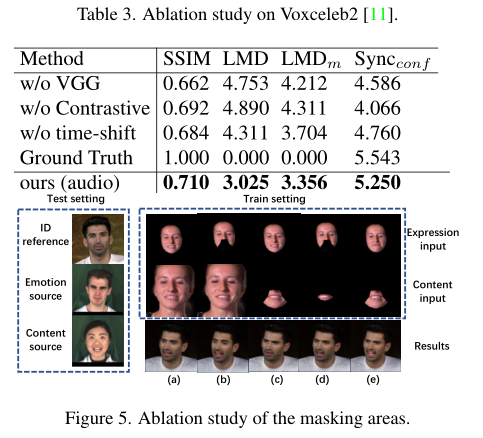 Table 3. Ablation study on Voxceleb2 [11].
Method SSIM LMD LMDm Syncconf
w/o VGG 0.662 4.753 4.212 4.586
w/o Contrastive 0.692 4.890 4.311 4.066
w/o time-shift 0.684 4.311 3.704 4.760
Ground Truth 1.000 0.000 0.000 5.543
ours (audio) 0.710 3.025 3.356 5.250
Test setting Train setting
ID reference
Expression input
Emotion source
Content input
Content source
Results
(a) (b) (c) (d) (e)
Figure 5. Ablation study of the masking areas.